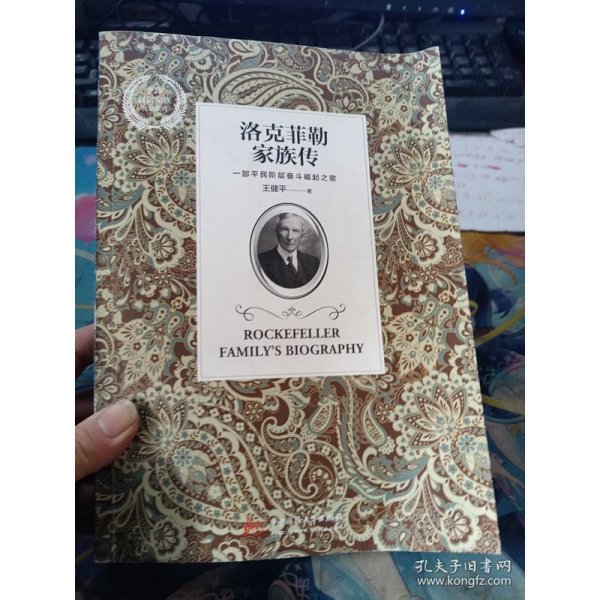 洛克菲勒
家族传
一部平民阶层奋斗崛起之歌
王健平 著
ROCKEFELLER
FAMILY'S BIOGRAPHY
孔夫子旧书网
www.kongfz.com